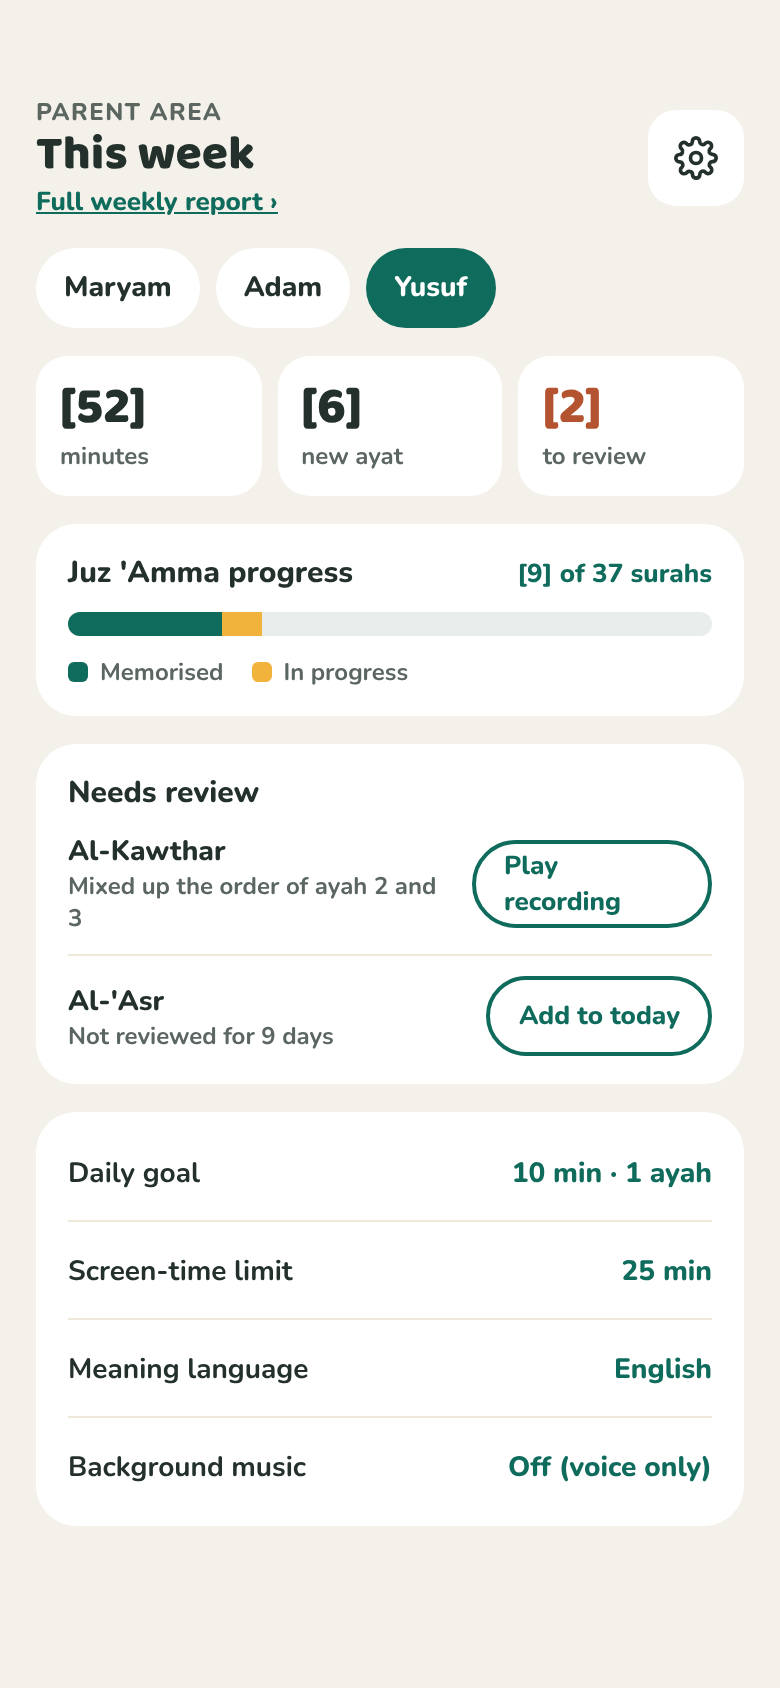 PARENT AREA
This week
Full weekly report ›
Maryam
Adam
Yusuf
[52]
minutes
[6]
new ayat
[2]
to review
Juz 'Amma progress
[9] of 37 surahs
Memorised
In progress
Needs review
Al-Kawthar
Mixed up the order of ayah 2 and
3
Play
recording
Al-'Asr
Not reviewed for 9 days
Add to today
Daily goal
10 min · 1 ayah
Screen-time limit
25 min
Meaning language
English
Background music
Off (voice only)